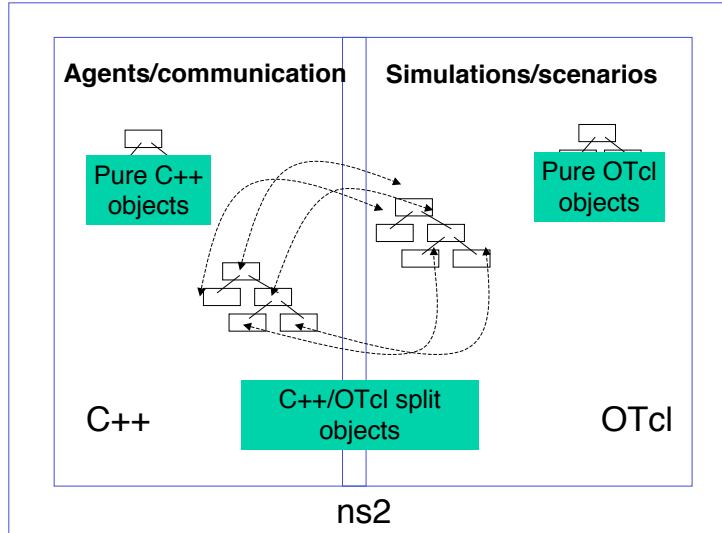 Agents/communication
Simulations/scenarios
Pure C++
objects
Pure OTcl
objects
C++/OTcl split
objects
C++
OTcl
ns2